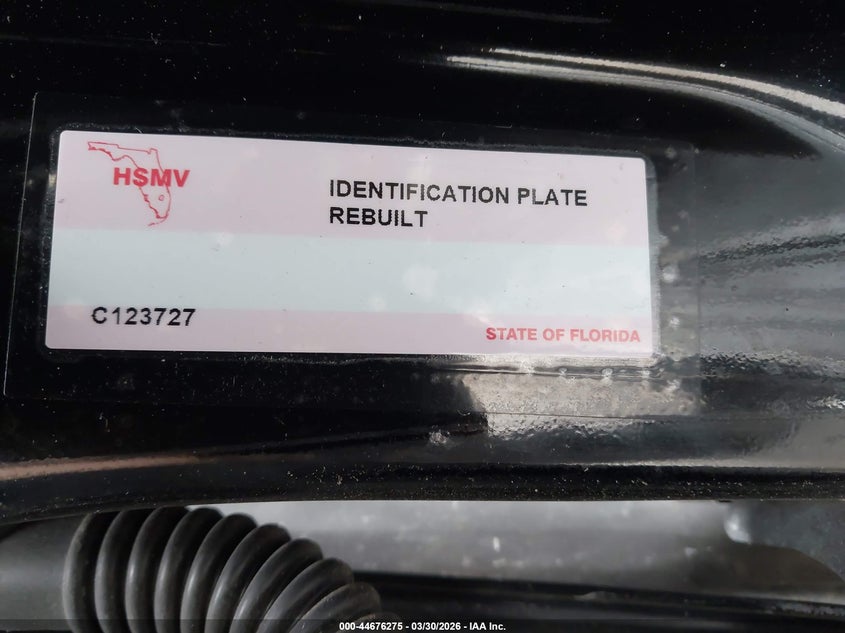 HSMV
IDENTIFICATION PLATE
REBUILT
C123727
STATE OF FLORIDA
000-44676275 - 03/30/2026 - IAA Inc.